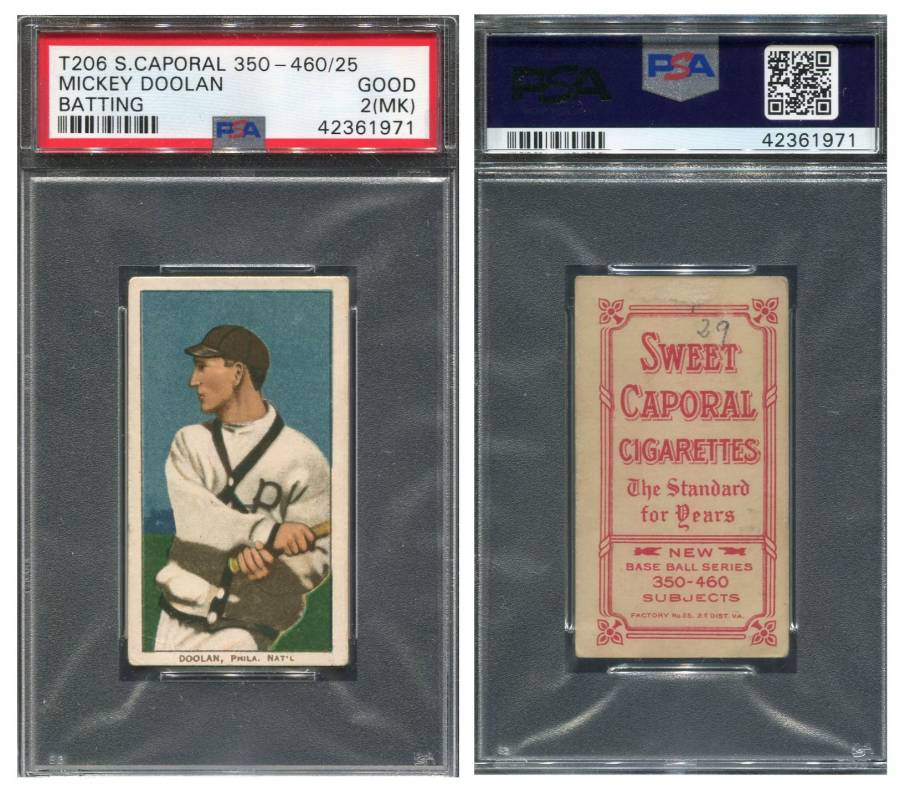 T206 S.CAPORAL 350 - 460/25
MICKEY DOOLAN GOOD
BATTING 2(MK)
PSA 42361971
DOOLAN, PHILA. NAT'L
PSA PSA
42361971
29
SWEET
CAPORAL
CIGARETTES
The Standard
for Years
NEW
BASE BALL SERIES
350-460
SUBJECTS
FACTORY No. 25, 2d DIST. VA.